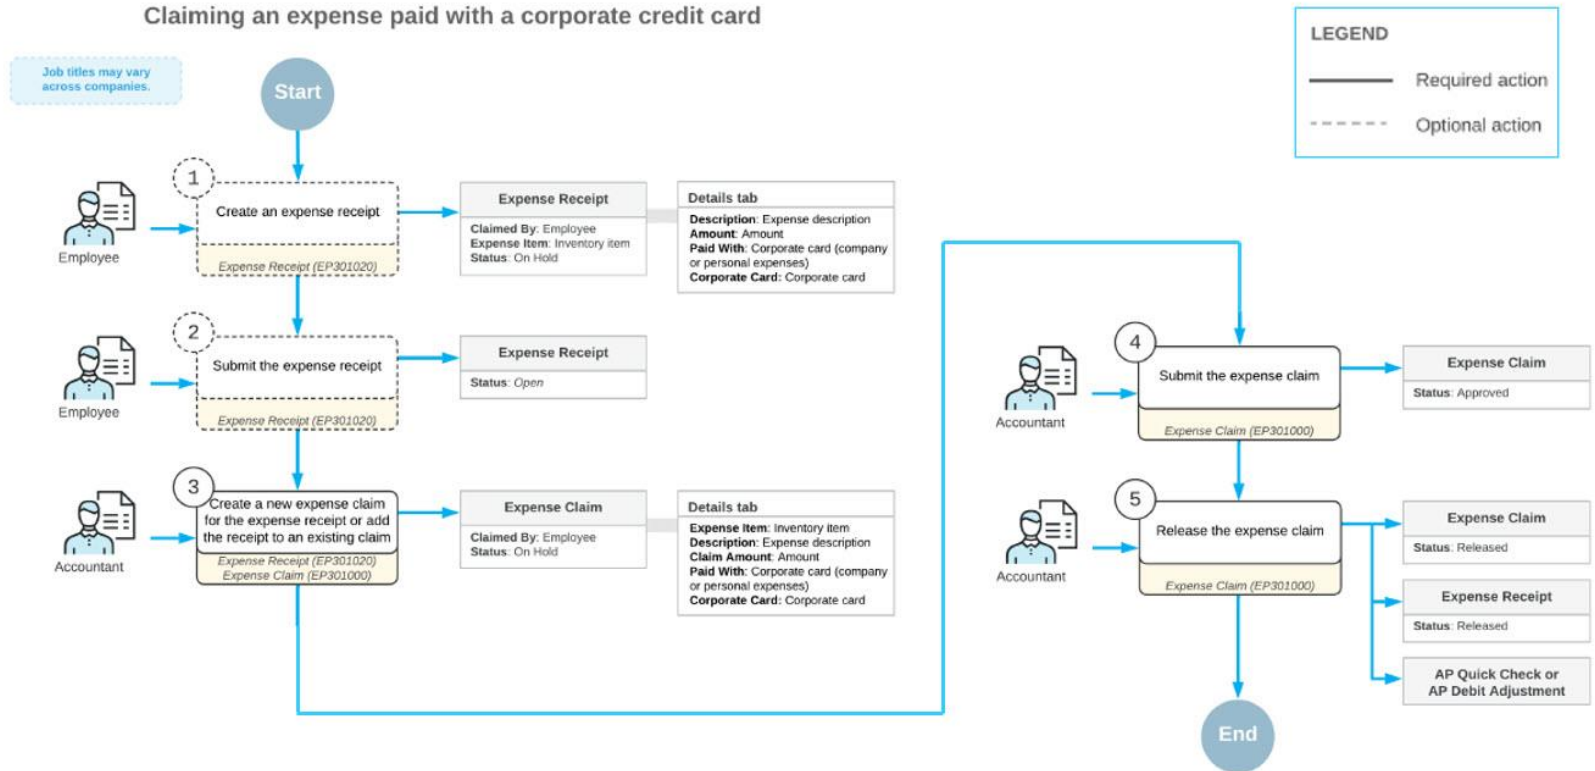 Claiming an expense paid with a corporate credit card
LEGEND
Required action
Optional action
Job titles may vary
across companies.
Start
1
Create an expense receipt
Expense Receipt (EP301020)
Employee
Expense Receipt
Claimed By: Employee
Expense Item: Inventory item
Status: On Hold
Details tab
Description: Expense description
Amount: Amount
Paid With: Corporate card (company
or personal expenses)
Corporate Card: Corporate card
2
Submit the expense receipt
Expense Receipt (EP301020)
Employee
Expense Receipt
Status: Open
3
Create a new expense claim
for the expense receipt or add
the receipt to an existing claim
Expense Receipt (EP301020)
Expense Claim (EP301000)
Accountant
Expense Claim
Claimed By: Employee
Status: On Hold
Details tab
Expense Item: Inventory item
Description: Expense description
Claim Amount: Amount
Paid With: Corporate card (company
or personal expenses)
Corporate Card: Corporate card
4
Submit the expense claim
Expense Claim (EP301000)
Accountant
Expense Claim
Status: Approved
5
Release the expense claim
Expense Claim (EP301000)
Accountant
Expense Claim
Status: Released
Expense Receipt
Status: Released
AP Quick Check or
AP Debit Adjustment
End